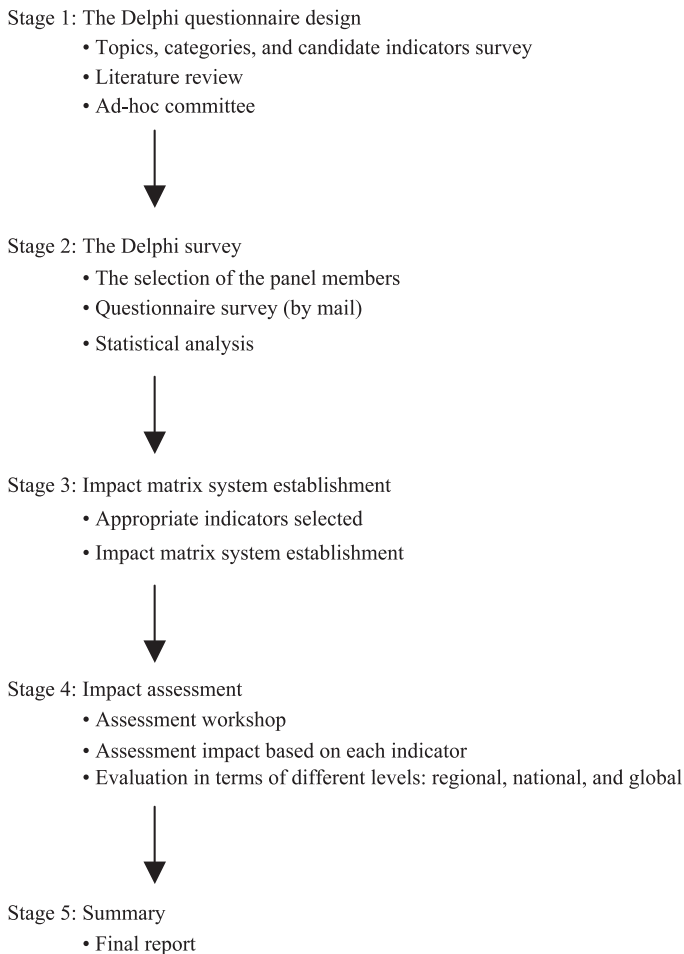 Stage 1: The Delphi questionnaire design
• Topics, categories, and candidate indicators survey
• Literature review
• Ad-hoc committee
Stage 2: The Delphi survey
• The selection of the panel members
• Questionnaire survey (by mail)
• Statistical analysis
Stage 3: Impact matrix system establishment
• Appropriate indicators selected
• Impact matrix system establishment
Stage 4: Impact assessment
• Assessment workshop
• Assessment impact based on each indicator
• Evaluation in terms of different levels: regional, national, and global
Stage 5: Summary
• Final report